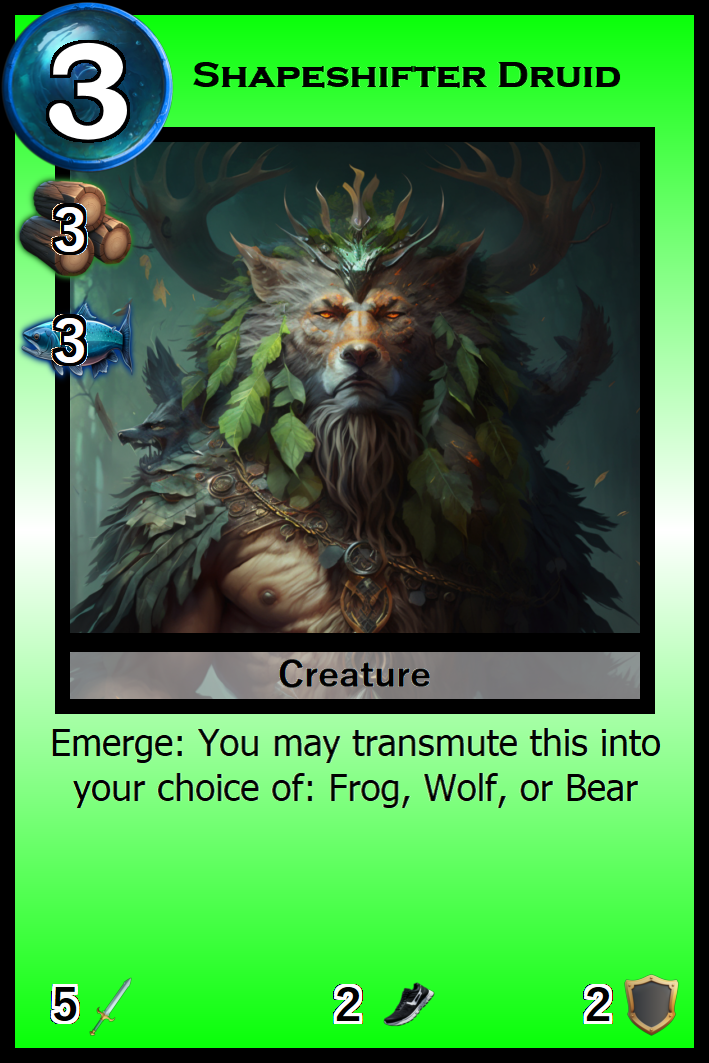 3
Shapeshifter Druid
3
3
Creature
Emerge: You may transmute this into
your choice of: Frog, Wolf, or Bear
5
2
2